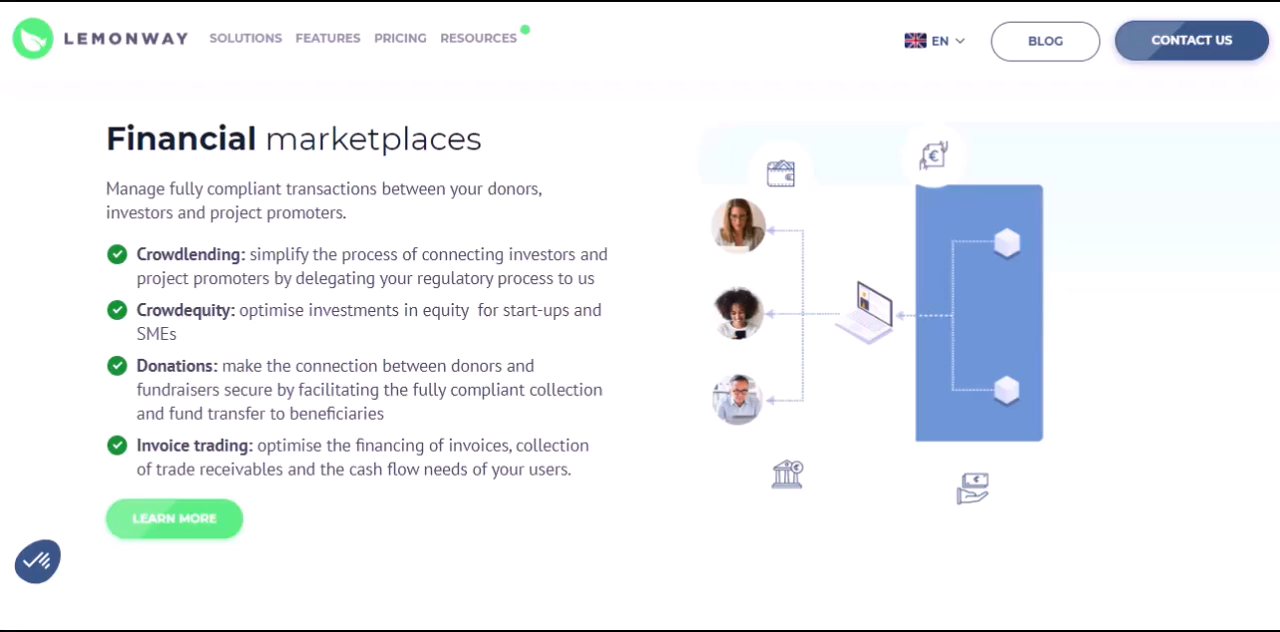 LEMONWAY SOLUTIONS FEATURES PRICING RESOURCES EN BLOG CONTACT US
Financial marketplaces
Manage fully compliant transactions between your donors,
investors and project promoters.
Crowdlending: simplify the process of connecting investors and
project promoters by delegating your regulatory process to us
Crowdequity: optimise investments in equity for start-ups and
SMEs
Donations: make the connection between donors and
fundraisers secure by facilitating the fully compliant collection
and fund transfer to beneficiaries
Invoice trading: optimise the financing of invoices, collection
of trade receivables and the cash flow needs of your users.
LEARN MORE